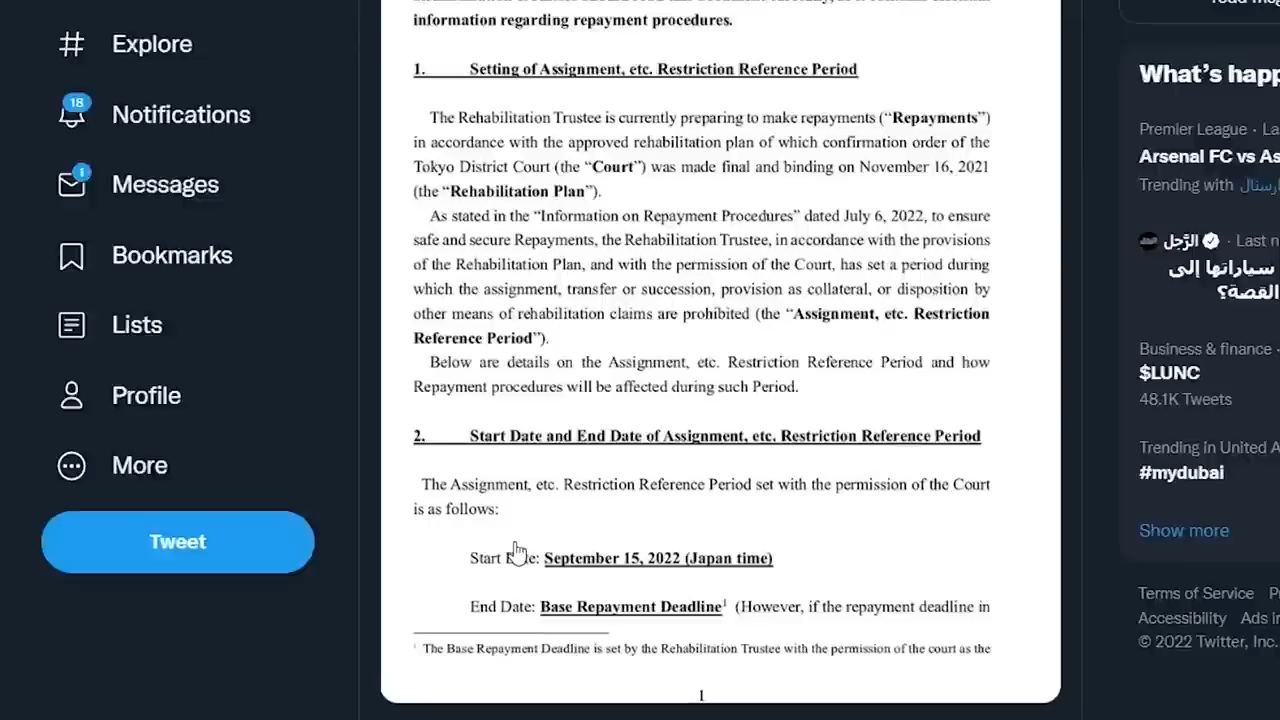 Explore
18
Notifications
Messages
Bookmarks
Lists
Profile
More
Tweet
information regarding repayment procedures.
1. Setting of Assignment, etc. Restriction Reference Period
The Rehabilitation Trustee is currently preparing to make repayments (“Repayments”)
in accordance with the approved rehabilitation plan of which confirmation order of the
Tokyo District Court (the “Court”) was made final and binding on November 16, 2021
(the “Rehabilitation Plan”).
As stated in the “Information on Repayment Procedures” dated July 6, 2022, to ensure
safe and secure Repayments, the Rehabilitation Trustee, in accordance with the provisions
of the Rehabilitation Plan, and with the permission of the Court, has set a period during
which the assignment, transfer or succession, provision as collateral, or disposition by
other means of rehabilitation claims are prohibited (the “Assignment, etc. Restriction
Reference Period”).
Below are details on the Assignment, etc. Restriction Reference Period and how
Repayment procedures will be affected during such Period.
2. Start Date and End Date of Assignment, etc. Restriction Reference Period
The Assignment, etc. Restriction Reference Period set with the permission of the Court
is as follows:
Start Date: September 15, 2022 (Japan time)
End Date: Base Repayment Deadline1 (However, if the repayment deadline in
1 The Base Repayment Deadline is set by the Rehabilitation Trustee with the permission of the court as the
1
What’s happ
Premier League · La
Arsenal FC vs As
Trending with
الرَّجل · Last n
سياراتها إلى
القصة؟
Business & finance ·
$LUNC
48.1K Tweets
Trending in United A
#mydubai
Show more
Terms of Service P
Accessibility Ads in
© 2022 Twitter, Inc.